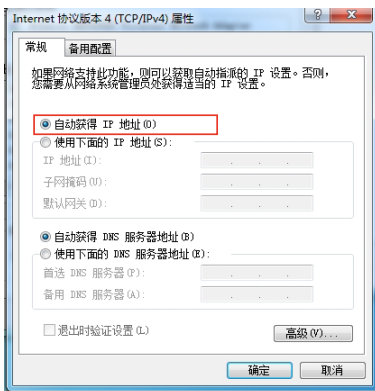 Internet 协议版本 4 (TCP/IPv4) 属性
常规 备用配置
如果网络支持此功能，则可以获取自动指派的 IP 设置。否则，
您需要从网络系统管理员处获得适当的 IP 设置。
自动获得 IP 地址(O)
使用下面的 IP 地址(S):
IP 地址(I):
子网掩码(U):
默认网关(D):
自动获得 DNS 服务器地址(B)
使用下面的 DNS 服务器地址(E):
首选 DNS 服务器(P):
备用 DNS 服务器(A):
退出时验证设置(L)
高级(V)...
确定 取消